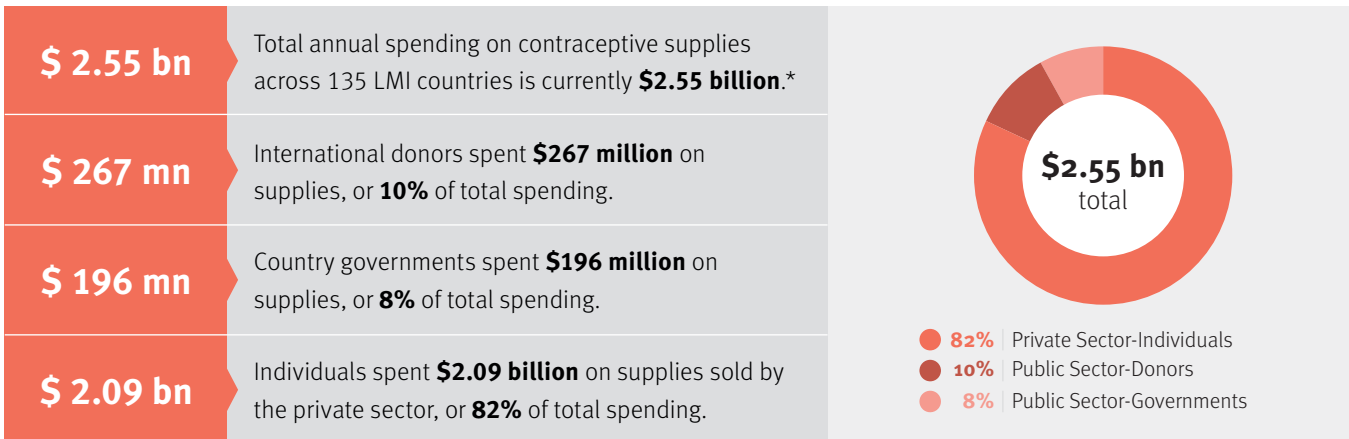 $ 2.55 bn
Total annual spending on contraceptive supplies
across 135 LMI countries is currently $2.55 billion.*
$ 267 mn
International donors spent $267 million on
supplies, or 10% of total spending.
$ 196 mn
Country governments spent $196 million on
supplies, or 8% of total spending.
$ 2.09 bn
Individuals spent $2.09 billion on supplies sold by
the private sector, or 82% of total spending.
$2.55 bn
total
82% Private Sector-Individuals
10% Public Sector-Donors
8% Public Sector-Governments